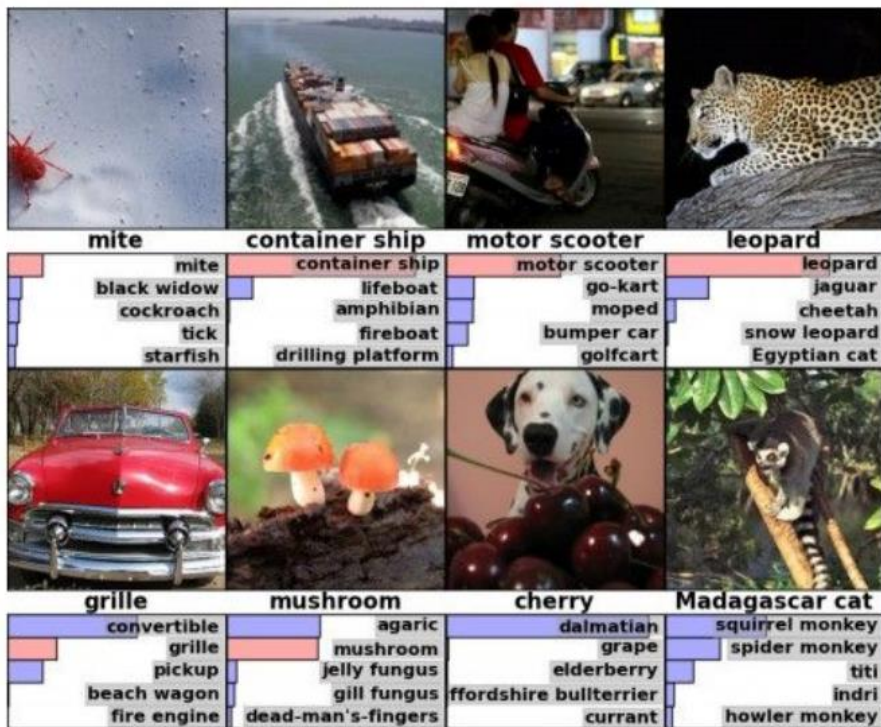 mite
container ship
motor scooter
leopard
mite
black widow
cockroach
tick
starfish
container ship
lifeboat
amphibian
fireboat
drilling platform
motor scooter
go-kart
moped
bumper car
golfcart
leopard
jaguar
cheetah
snow leopard
Egyptian cat
grille
mushroom
cherry
Madagascar cat
convertible
grille
pickup
beach wagon
fire engine
agaric
mushroom
jelly fungus
gill fungus
dead-man's-fingers
dalmatian
grape
elderberry
ffordshire bullterrier
currant
squirrel monkey
spider monkey
titi
indri
howler monkey